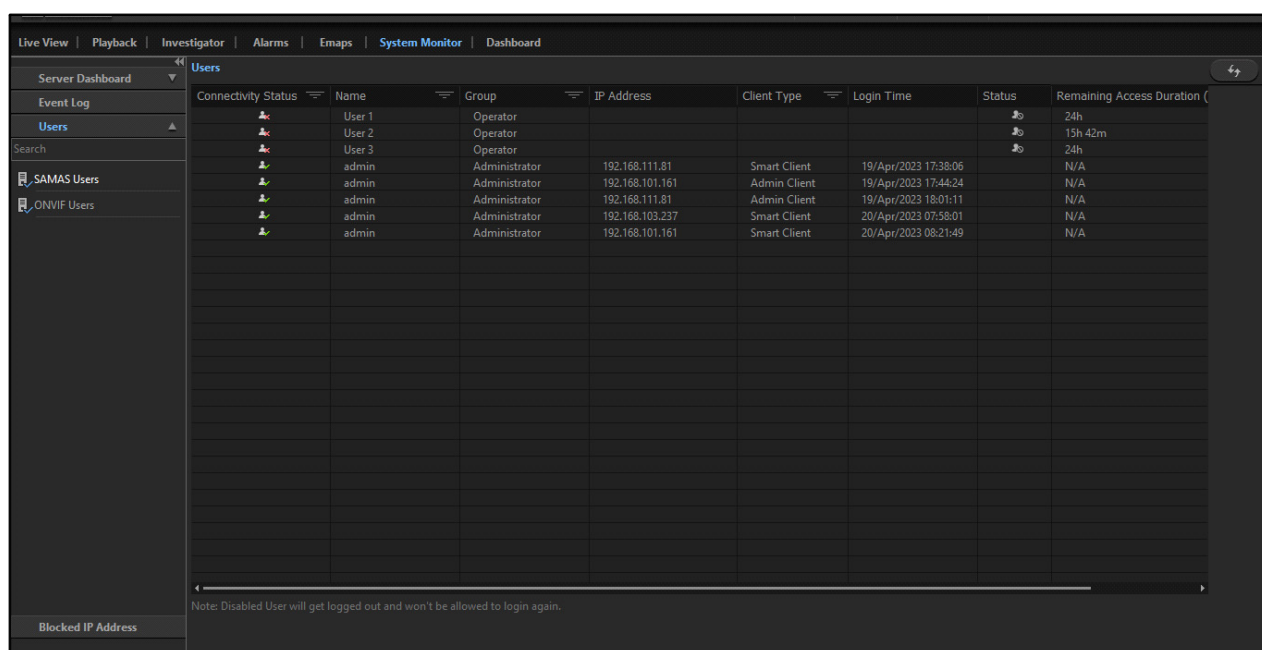 Live View | Playback | Investigator | Alarms | Emaps | System Monitor | Dashboard
Server Dashboard
Event Log
Users
Search
SAMAS Users
ONVIF Users
Blocked IP Address
Users
Connectivity Status Name Group IP Address Client Type Login Time Status Remaining Access Duration (
User 1 Operator 24h
User 2 Operator 15h 42m
User 3 Operator 24h
admin Administrator 192.168.111.81 Smart Client 19/Apr/2023 17:38:06 N/A
admin Administrator 192.168.101.161 Admin Client 19/Apr/2023 17:44:24 N/A
admin Administrator 192.168.111.81 Admin Client 19/Apr/2023 18:01:11 N/A
admin Administrator 192.168.103.237 Smart Client 20/Apr/2023 07:58:01 N/A
admin Administrator 192.168.101.161 Smart Client 20/Apr/2023 08:21:49 N/A
Note: Disabled User will get logged out and won't be allowed to login again.